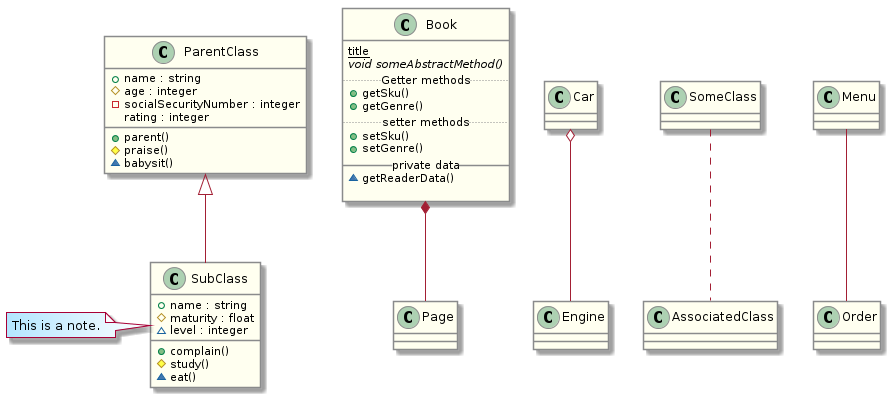 C ParentClass
name : string
age : integer
socialSecurityNumber : integer
rating : integer
parent()
praise()
babysit()
C SubClass
name : string
maturity : float
level : integer
complain()
study()
eat()
This is a note.
C Book
title
void someAbstractMethod()
Getter methods
getSku()
getGenre()
setter methods
setSku()
setGenre()
private data
getReaderData()
C Page
C Car
C Engine
C SomeClass
C AssociatedClass
C Menu
C Order